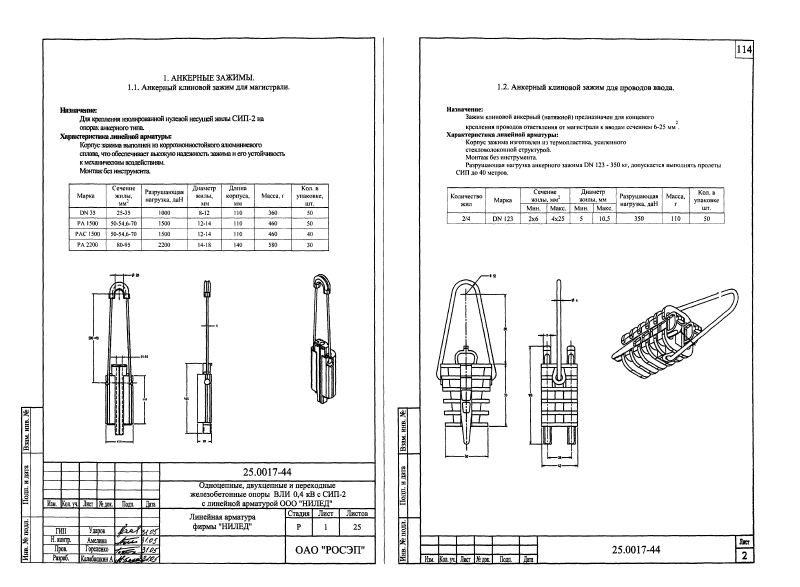 1. АНКЕРНЫЕ ЗАЖИМЫ.
1.1. Анкерный клиновой зажим для магистрали.
Назначение:
Для крепления изолированной нулевой несущей жилы СИП-2 на
опорах анкерного типа.
Характеристика линейной арматуры:
Корпус зажима выполнен из коррозионностойкого алюминиевого
сплава, что обеспечивает высокую надежность зажима и его устойчивость
к механическим воздействиям.
Монтаж без инструмента.
Марка Сечение жилы, мм² Разрушающая нагрузка, даН Диаметр жилы, мм Длина корпуса, мм Масса, г Кол. в упаковке, шт.
DN 35 25-35 1000 8-12 110 360 50
PA 1500 50-54,6-70 1500 12-14 110 460 50
PAC 1500 50-54,6-70 1500 12-14 110 460 40
PA 2200 80-95 2200 14-18 140 580 30
Взам. инв. №
Подп. и дата
Инв. № подл.
25.0017-44
Одноцепные, двухцепные и переходные
железобетонные опоры ВЛИ 0,4 кВ с СИП-2
с линейной арматурой ООО "НИЛЕД"
Изм. Кол. уч. Лист № док. Подп. Дата
Линейная арматура
фирмы "НИЛЕД"
Стадия Лист Листов
Р 1 25
ГИП Ударов 31.05
Н. контр. Амелина 31.05
Пров. Гореленко 31.05
Разраб. Калабашкин А.
ОАО "РОСЭП"
114
1.2. Анкерный клиновой зажим для проводов ввода.
Назначение:
Зажим клиновой анкерный (натяжной) предназначен для концевого
крепления проводов ответвления от магистрали к вводам сечением 6-25 мм².
Характеристика линейной арматуры:
Корпус зажима изготовлен из термопластика, усиленного
стекловолоконной структурой.
Монтаж без инструмента.
Разрушающая нагрузка анкерного зажима DN 123 - 350 кг, допускается выполнять пролеты
СИП до 40 метров.
Количество жил Марка Сечение жилы, мм² Диаметр жилы, мм Разрушающая нагрузка, даН Масса, г Кол. в упаковке шт.
Мин. Макс. Мин. Макс.
2/4 DN 123 2х6 4х25 5 10,5 350 110 50
Взам. инв. №
Подп. и дата
Инв. № подл.
Изм. Кол. уч. Лист № док. Подп. Дата
25.0017-44
Лист
2